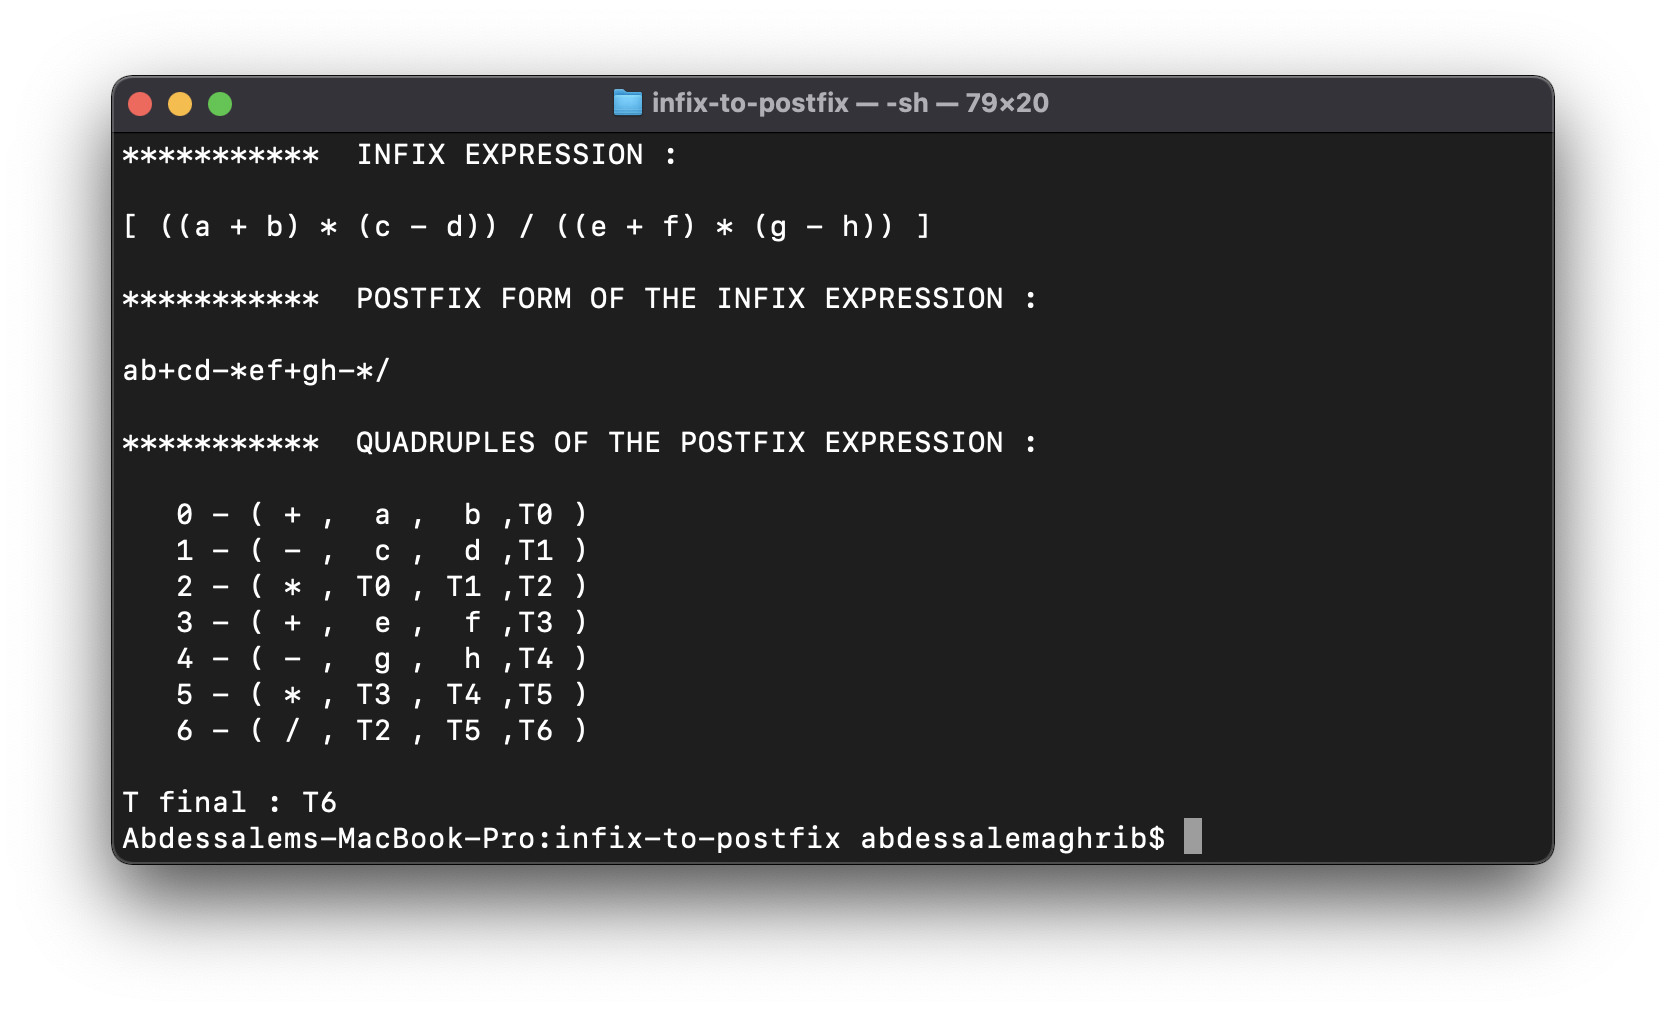 infix-to-postfix — -sh — 79×20
*********** INFIX EXPRESSION :
[ ((a + b) * (c - d)) / ((e + f) * (g - h)) ]
*********** POSTFIX FORM OF THE INFIX EXPRESSION :
ab+cd-*ef+gh-*/
*********** QUADRUPLES OF THE POSTFIX EXPRESSION :
0 - ( + , a , b ,T0 )
1 - ( - , c , d ,T1 )
2 - ( * , T0 , T1 ,T2 )
3 - ( + , e , f ,T3 )
4 - ( - , g , h ,T4 )
5 - ( * , T3 , T4 ,T5 )
6 - ( / , T2 , T5 ,T6 )
T final : T6
Abdessalems-MacBook-Pro:infix-to-postfix abdessalemaghrib$